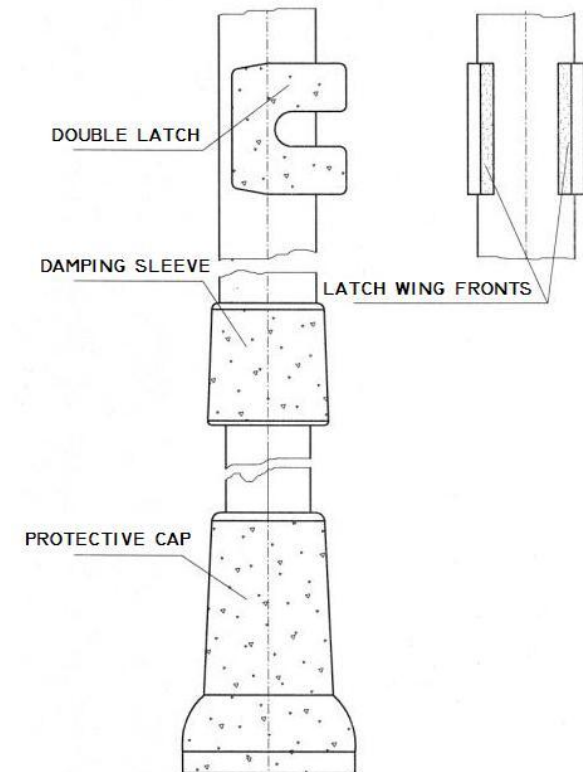 DOUBLE LATCH
DAMPING SLEEVE
LATCH WING FRONTS
PROTECTIVE CAP